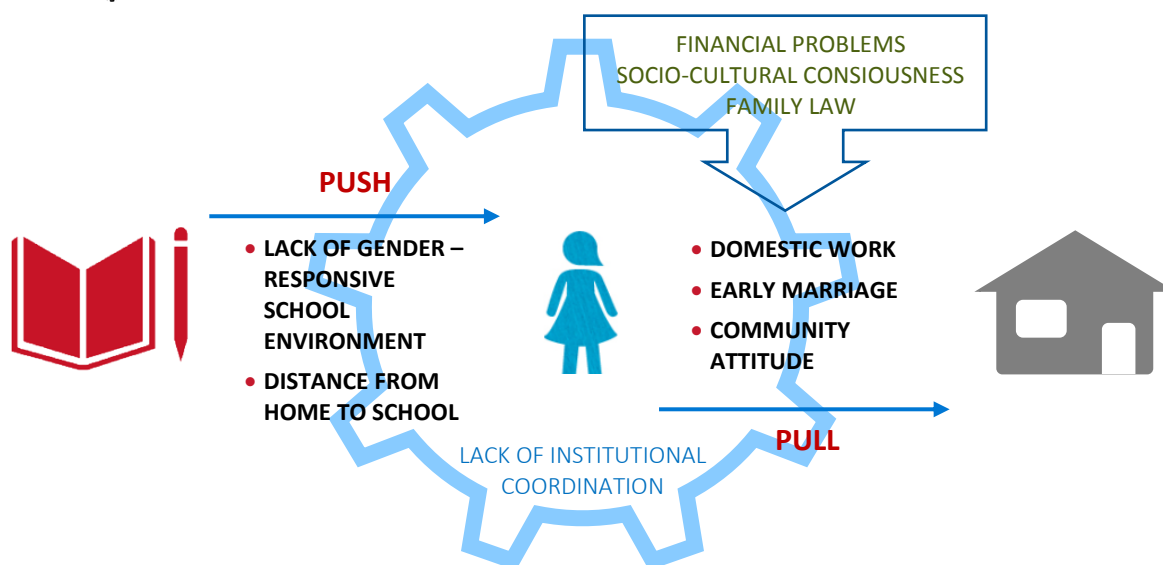 FINANCIAL PROBLEMS
SOCIO-CULTURAL CONSIOUSNESS
FAMILY LAW
PUSH
• LACK OF GENDER –
RESPONSIVE
SCHOOL
ENVIRONMENT
• DISTANCE FROM
HOME TO SCHOOL
• DOMESTIC WORK
• EARLY MARRIAGE
• COMMUNITY
ATTITUDE
PULL
LACK OF INSTITUTIONAL
COORDINATION